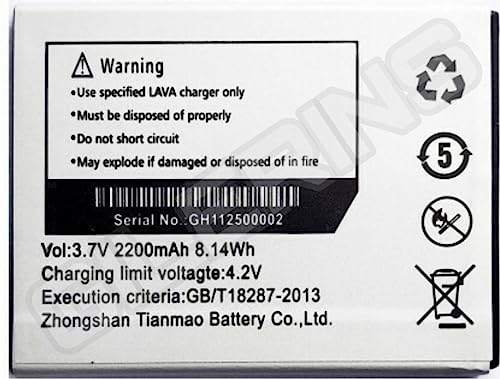 Warning
•Use specified LAVA charger only
•Must be disposed of properly
•Do not short circuit
•May explode if damaged or disposed of in fire
Serial No.:GH112500002
Vol:3.7V 2200mAh 8.14Wh
Charging limit voltagte:4.2V
Execution criteria:GB/T18287-2013
Zhongshan Tianmao Battery Co.,Ltd.
5